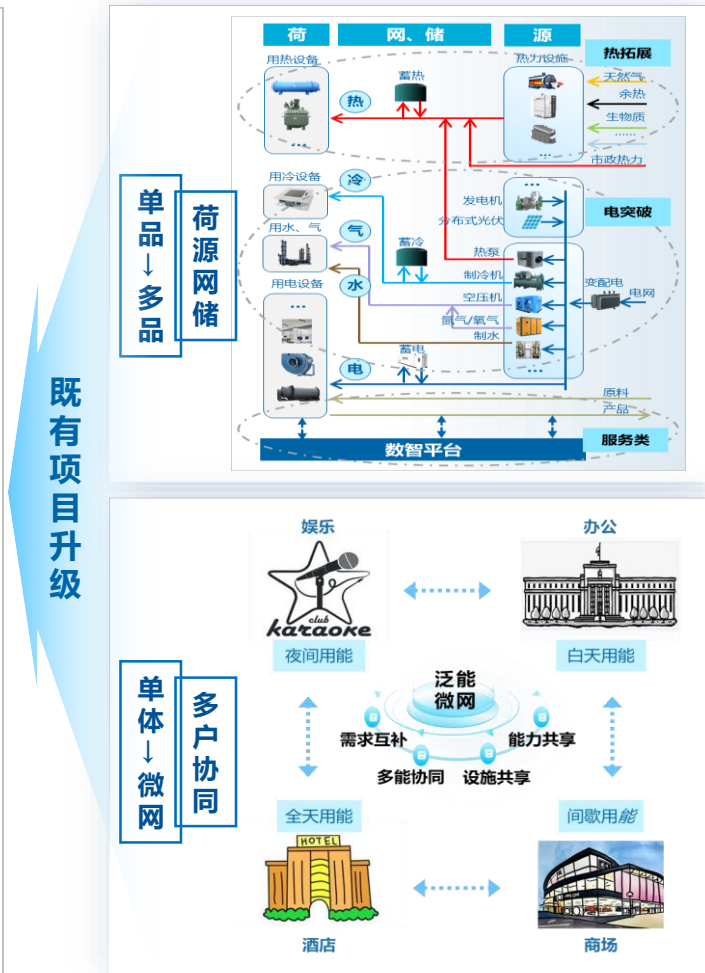 既有项目升级
单品→多品
荷源网储
荷
网、储
源
热拓展
用热设备
蓄热
热力设施
天然气
余热
生物质
……
市政热力
热
用冷设备
冷
发电机
分布式光伏
电突破
用水、气
气
蓄冷
热泵
制冷机
变配电
电网
用电设备
水
空压机
氮气/氧气
制水
蓄电
电
原料
产品
数智平台
服务类
单体→微网
多户协同
娱乐
办公
club
karaoke
夜间用能
白天用能
泛能
微网
需求互补
能力共享
多能协同
设施共享
全天用能
间歇用能
HOTEL
酒店
商场